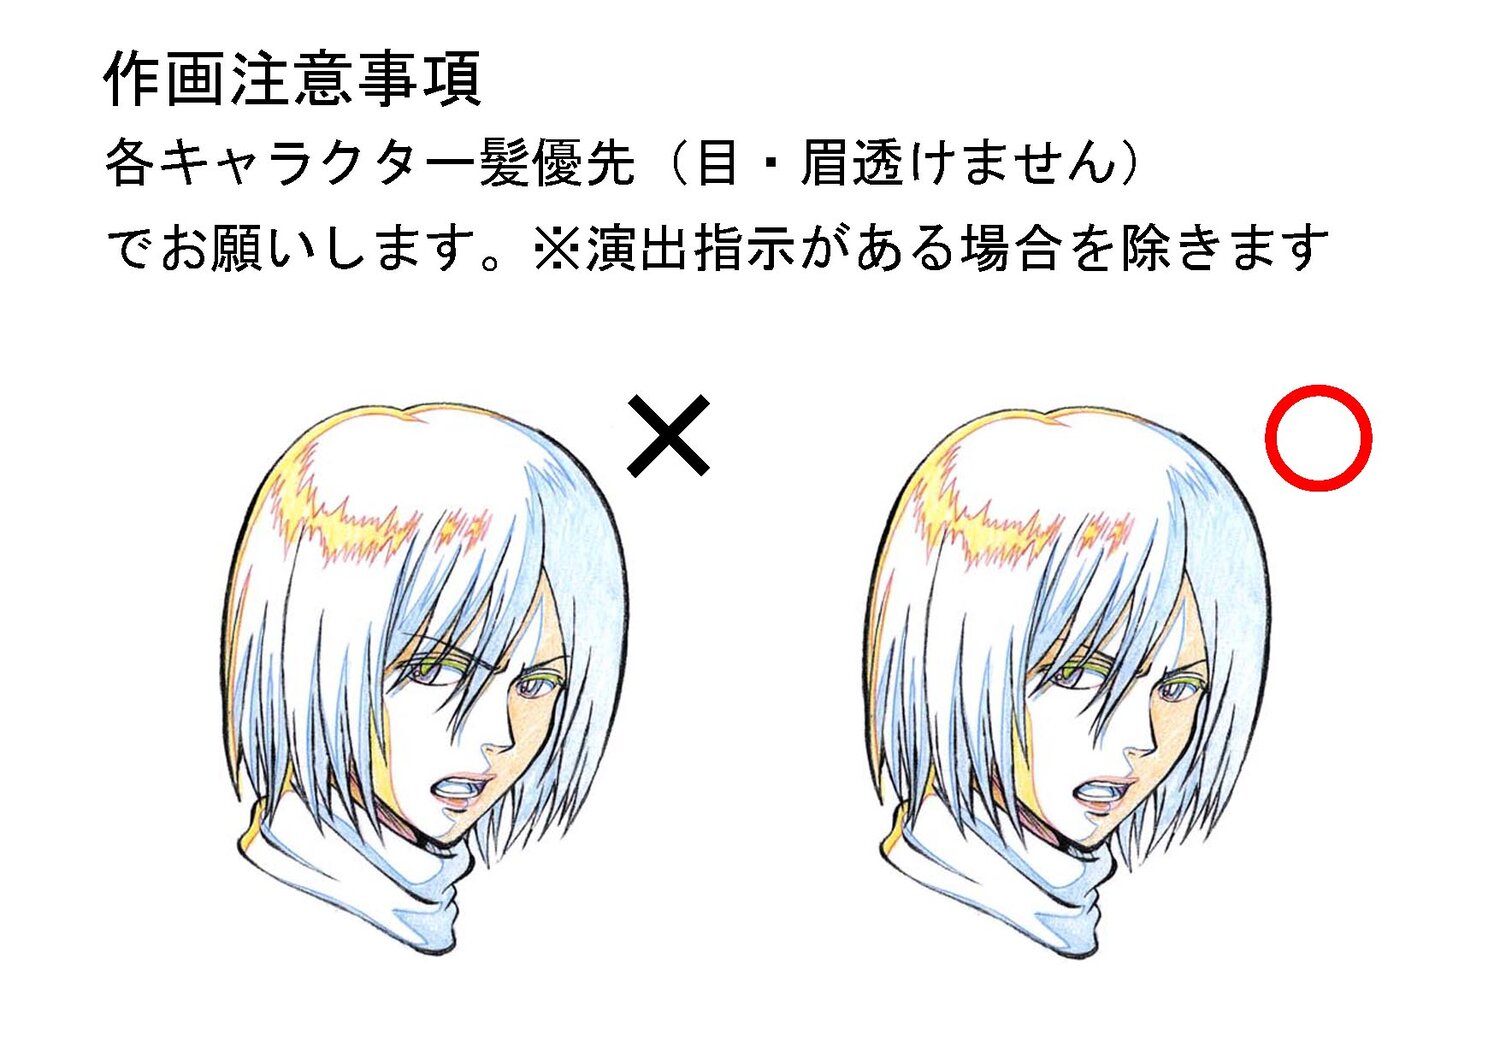 作画注意事項
各キャラクター髪優先（目・眉透けません）
でお願いします。※演出指示がある場合を除きます
× ○